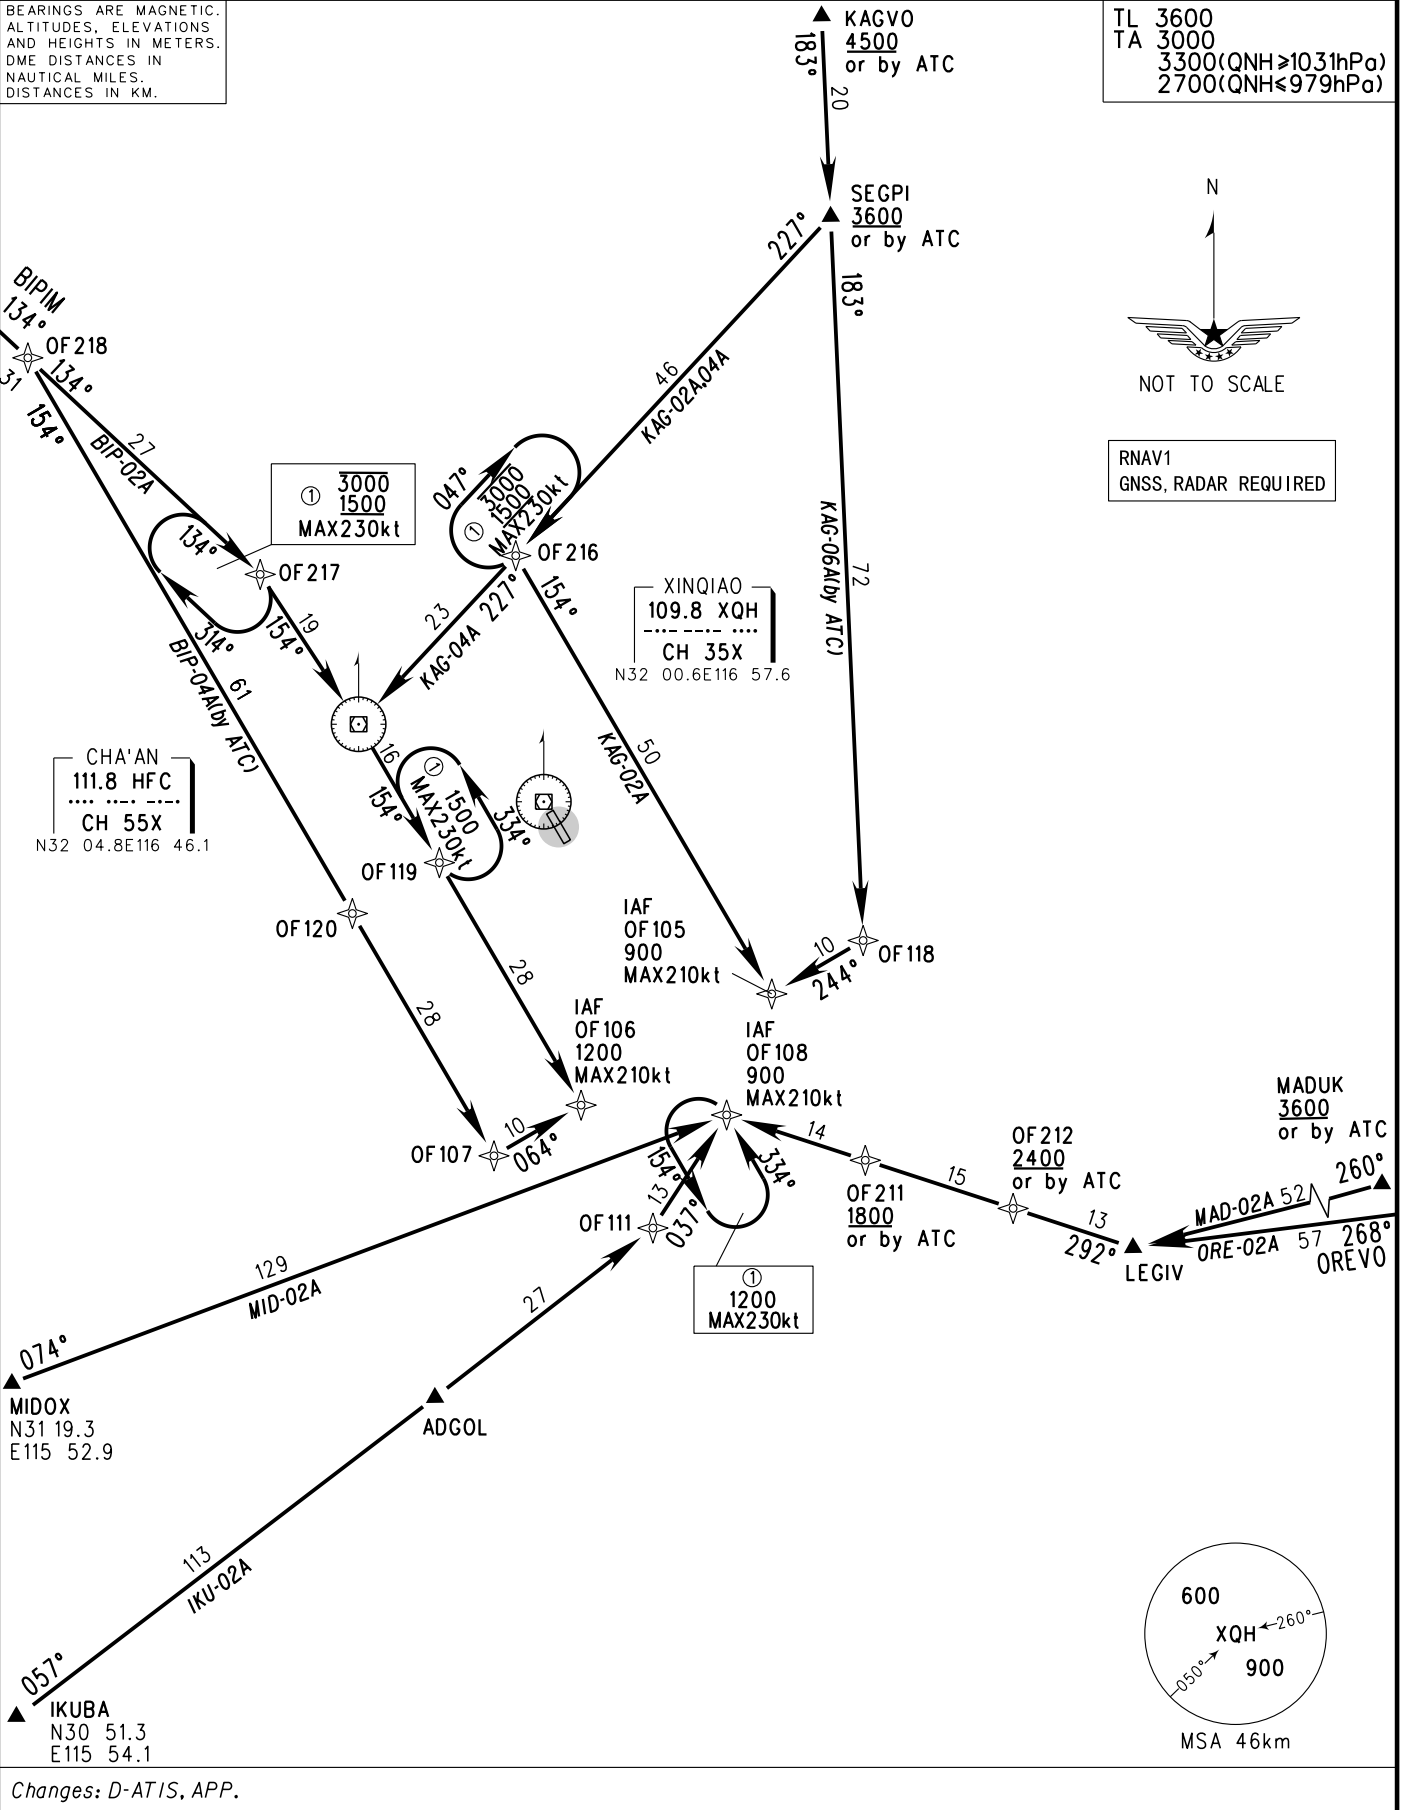 BEARINGS ARE MAGNETIC.
ALTITUDES, ELEVATIONS
AND HEIGHTS IN METERS.
DME DISTANCES IN
NAUTICAL MILES.
DISTANCES IN KM.
KAGVO
4500
or by ATC
183°
20
TL 3600
TA 3000
3300(QNH≥1031hPa)
2700(QNH≤979hPa)
N
NOT TO SCALE
RNAV1
GNSS, RADAR REQUIRED
SEGPI
3600
or by ATC
227°
183°
46
KAG-02A,04A
72
KAG-06A(by ATC)
BIPIM
134°
OF218
31
134°
154°
27
BIP-02A
① 3000
1500
MAX230kt
134°
OF217
314°
154°
19
61
BIP-04A(by ATC)
047°
① 3000
1500
MAX230kt
OF216
227°
154°
23
KAG-04A
50
KAG-02A
XINQIAO
109.8 XQH
-··- --·- ····
CH 35X
N32 00.6E116 57.6
CHA'AN
111.8 HFC
···· ··-· -·-·
CH 55X
N32 04.8E116 46.1
16
154°
①
1500
MAX230kt
334°
OF119
OF120
28
28
IAF
OF105
900
MAX210kt
10
244°
OF118
IAF
OF106
1200
MAX210kt
IAF
OF108
900
MAX210kt
OF107
10
064°
154°
334°
13
037°
OF111
①
1200
MAX230kt
14
OF211
1800
or by ATC
15
OF212
2400
or by ATC
13
292°
LEGIV
MADUK
3600
or by ATC
260°
MAD-02A 52
ORE-02A 57 268°
OREVO
129
MID-02A
074°
MIDOX
N31 19.3
E115 52.9
27
ADGOL
113
IKU-02A
057°
IKUBA
N30 51.3
E115 54.1
600
XQH
260°
050°
900
MSA 46km
Changes: D-ATIS, APP.